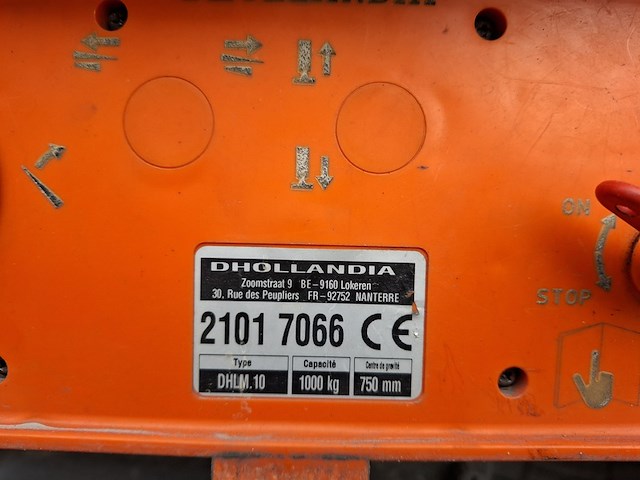 DHOLLANDIA
ON
STOP
DHOLLANDIA
Zoomstraat 9 BE-9160 Lokeren
30, Rue des Peupliers FR-92752 NANTERRE
2101 7066 CE
Type Capacité Centre de gravité
DHLM.10 1000 kg 750 mm